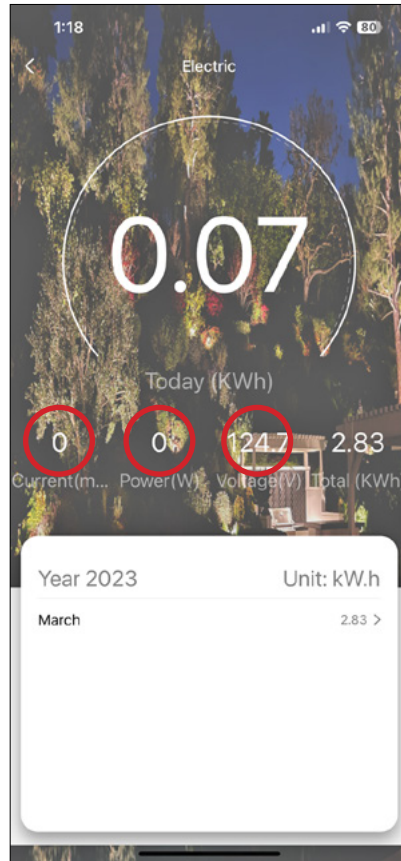 1:18 80
Electric
0.07
Today (KWh)
0 0 124.7 2.83
Current(m... Power(W) Voltage(V) Total (KWh
Year 2023 Unit: kW.h
March 2.83 >